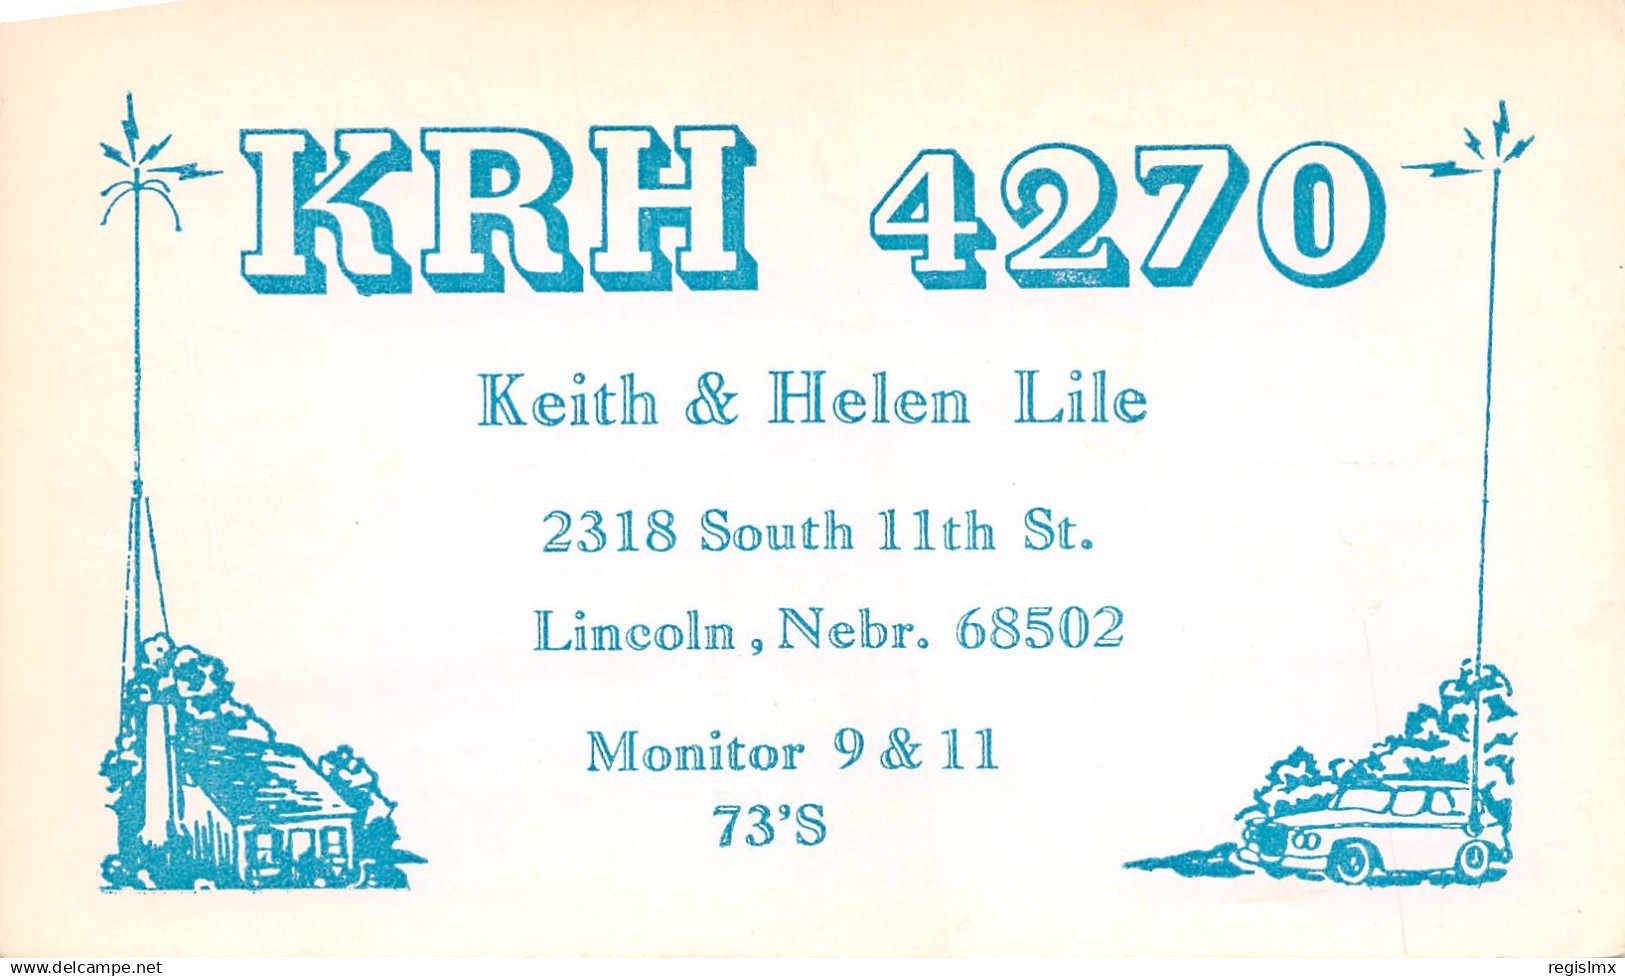 KRH 4270
Keith & Helen Lile
2318 South 11th St.
Lincoln, Nebr. 68502
Monitor 9 & 11
73'S
www.delcampe.net
regislmx